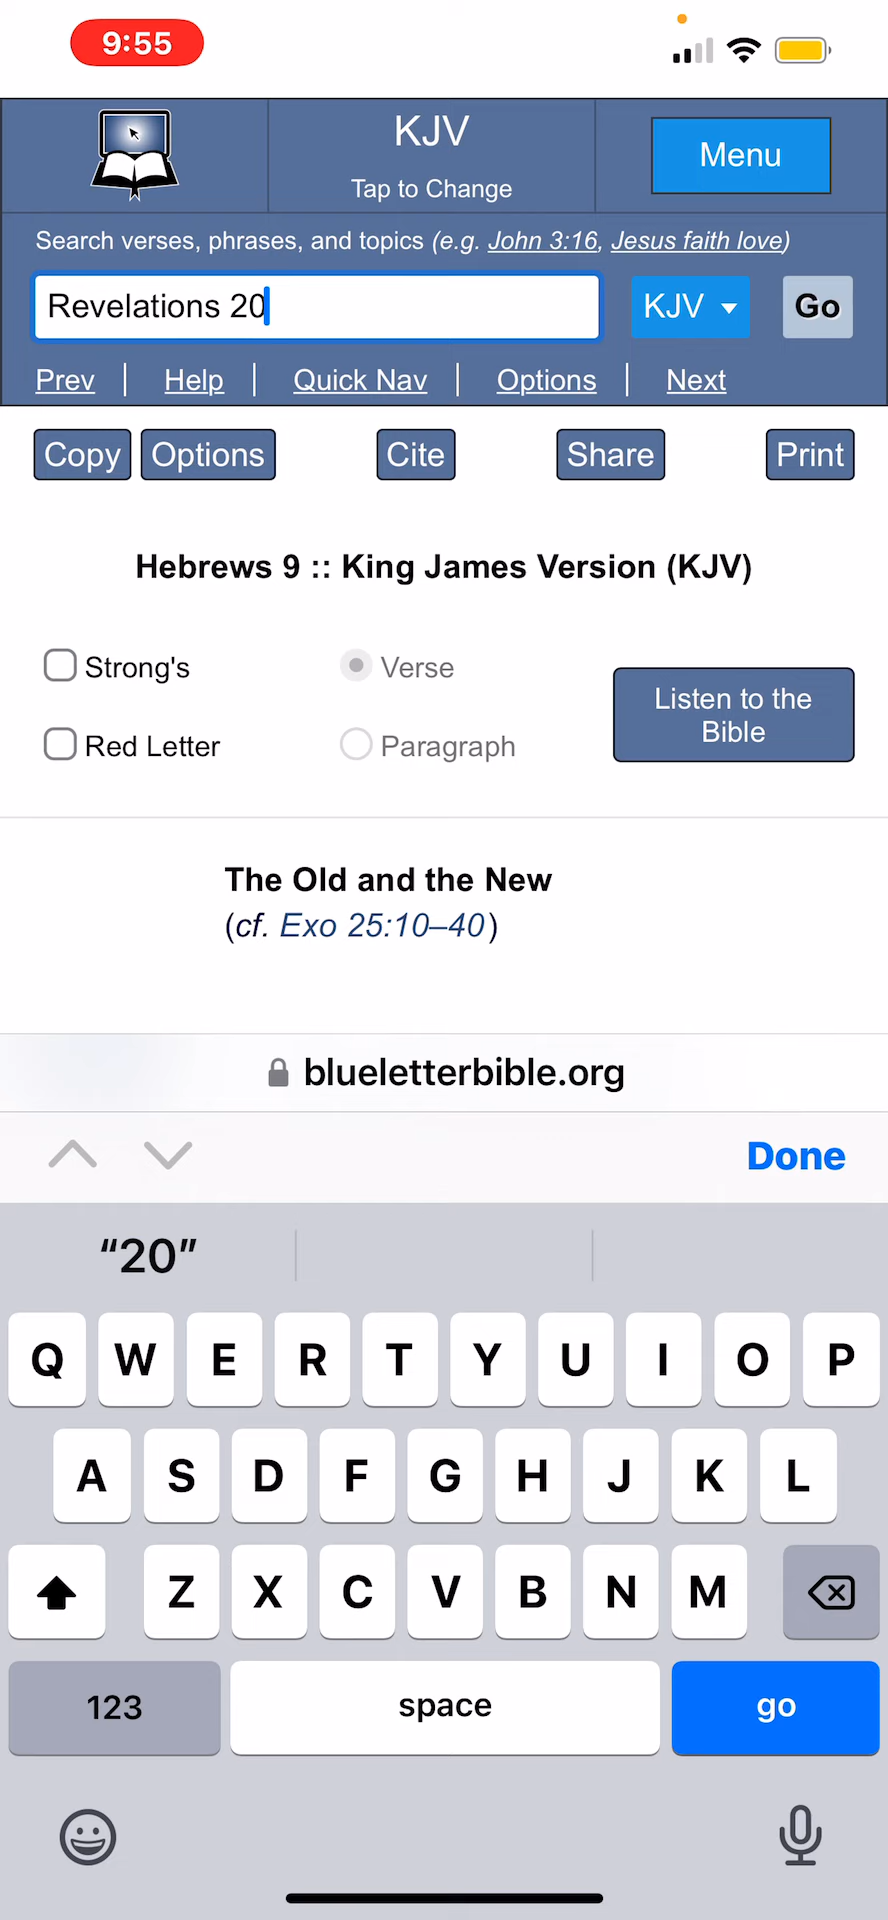 9:55
KJV
Tap to Change
Menu
Search verses, phrases, and topics (e.g. John 3:16, Jesus faith love)
Revelations 20
KJV
Go
Prev | Help | Quick Nav | Options | Next
Copy Options Cite Share Print
Hebrews 9 :: King James Version (KJV)
Strong's
Verse
Red Letter
Paragraph
Listen to the
Bible
The Old and the New
(cf. Exo 25:10–40)
blueletterbible.org
Done
“20”
Q W E R T Y U I O P
A S D F G H J K L
Z X C V B N M
123 space go